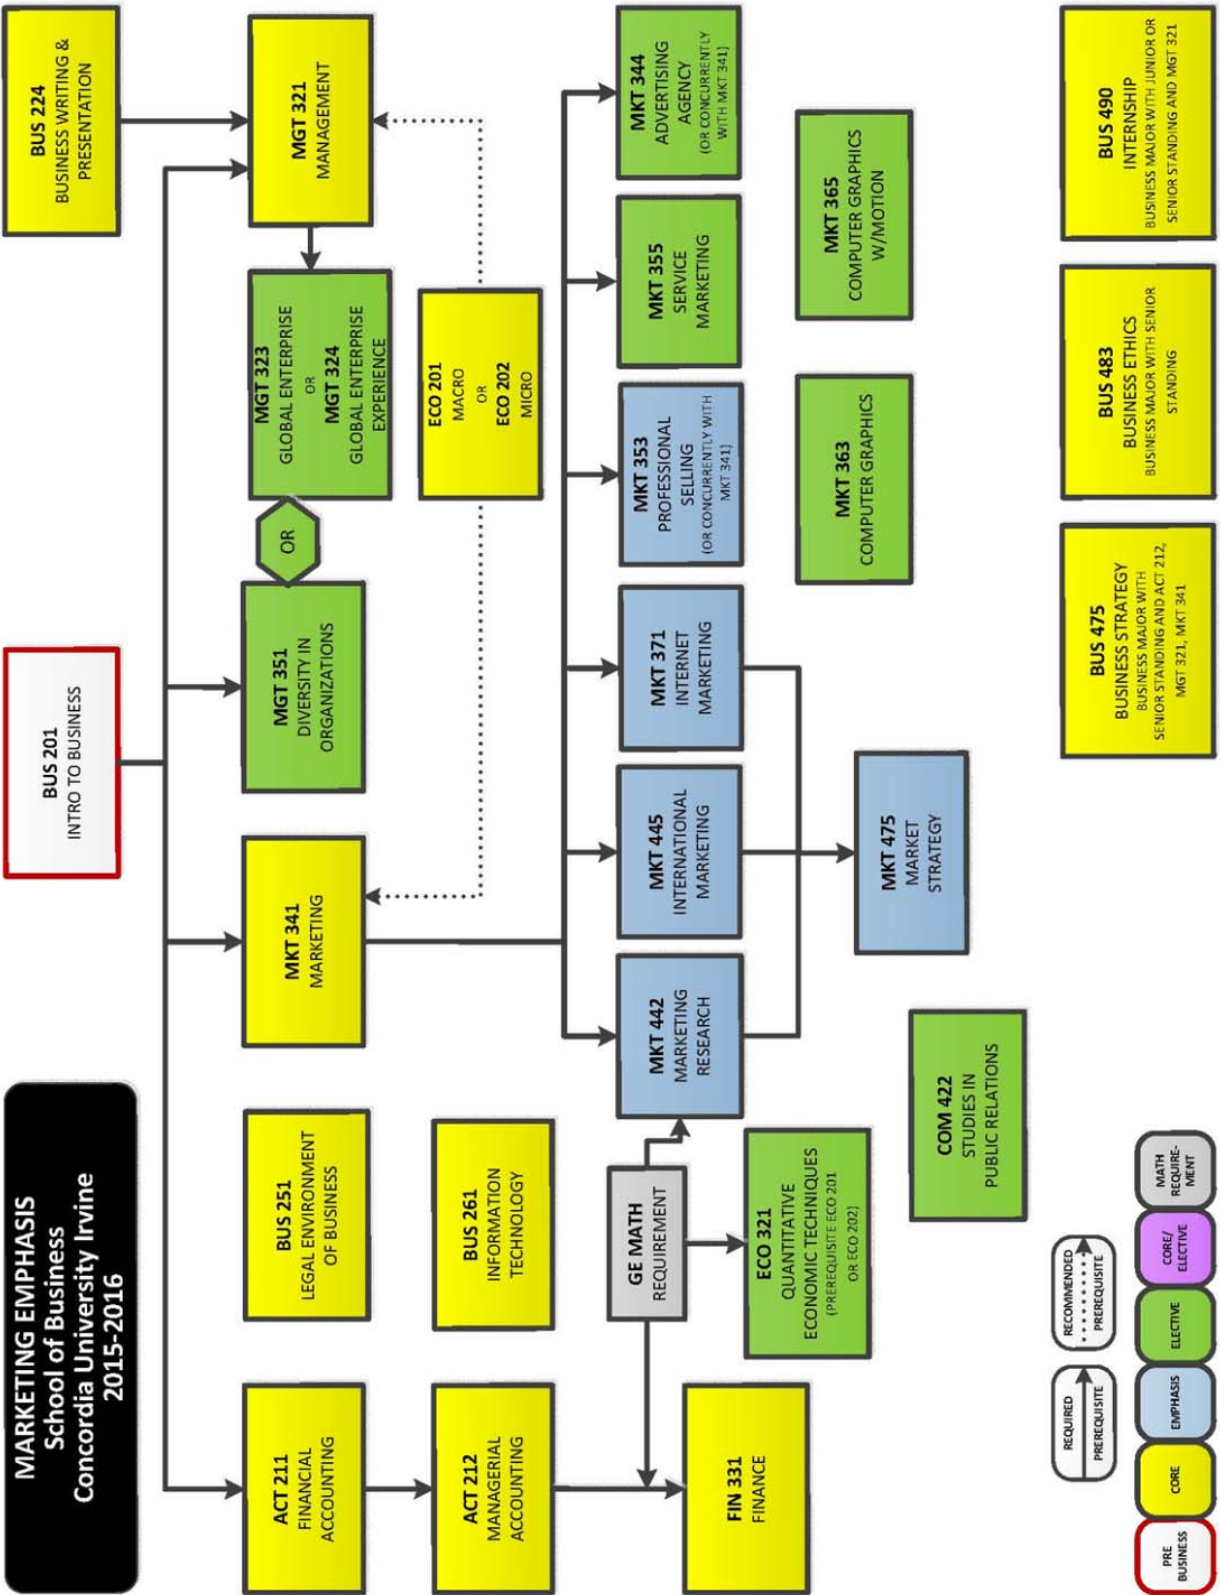 MARKETING EMPHASIS
School of Business
Concordia University Irvine
2015-2016
BUS 201
INTRO TO BUSINESS
BUS 224
BUSINESS WRITING &
PRESENTATION
ACT 211
FINANCIAL
ACCOUNTING
BUS 251
LEGAL ENVIRONMENT
OF BUSINESS
MKT 341
MARKETING
MGT 351
DIVERSITY IN
ORGANIZATIONS
OR
MGT 323
GLOBAL ENTERPRISE
OR
MGT 324
GLOBAL ENTERPRISE
EXPERIENCE
MGT 321
MANAGEMENT
ACT 212
MANAGERIAL
ACCOUNTING
BUS 261
INFORMATION
TECHNOLOGY
ECO 201
MACRO
OR
ECO 202
MICRO
GE MATH
REQUIREMENT
MKT 442
MARKETING
RESEARCH
MKT 445
INTERNATIONAL
MARKETING
MKT 371
INTERNET
MARKETING
MKT 353
PROFESSIONAL
SELLING
(OR CONCURRENTLY WITH
MKT 341)
MKT 355
SERVICE
MARKETING
MKT 344
ADVERTISING
AGENCY
(OR CONCURRENTLY
WITH MKT 341)
FIN 331
FINANCE
ECO 321
QUANTITATIVE
ECONOMIC TECHNIQUES
(PREREQUISITE ECO 201
OR ECO 202)
MKT 363
COMPUTER GRAPHICS
MKT 365
COMPUTER GRAPHICS
W/MOTION
MKT 475
MARKET
STRATEGY
COM 422
STUDIES IN
PUBLIC RELATIONS
BUS 475
BUSINESS STRATEGY
BUSINESS MAJOR WITH
SENIOR STANDING AND ACT 212,
MGT 321, MKT 341
BUS 483
BUSINESS ETHICS
BUSINESS MAJOR WITH SENIOR
STANDING
BUS 490
INTERNSHIP
BUSINESS MAJOR WITH JUNIOR OR
SENIOR STANDING AND MGT 321
REQUIRED
PREREQUISITE
RECOMMENDED
PREREQUISITE
PRE
BUSINESS
CORE
EMPHASIS
ELECTIVE
CORE/
ELECTIVE
MATH
REQUIRE-
MENT